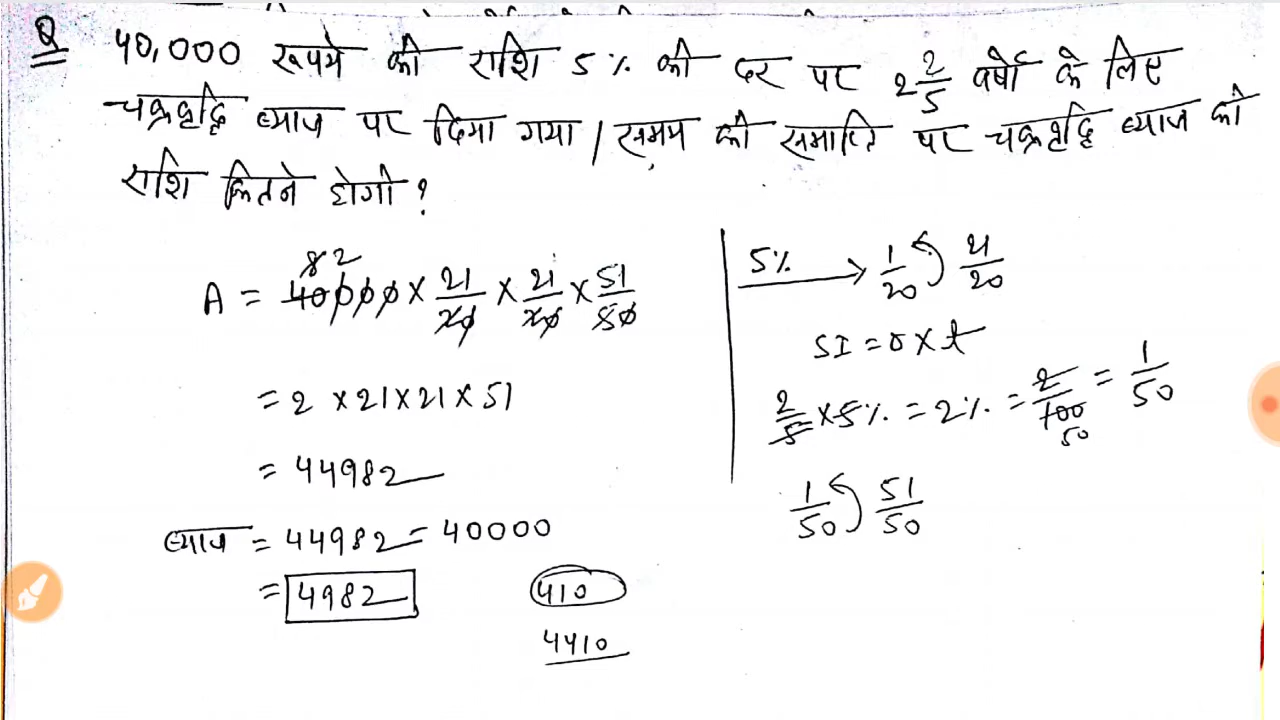 Q 40,000 रूपये की राशि 5% की दर पर 2 2/5 वर्षो के लिए
चक्रवृद्धि ब्याज पर दिया गया। समय की समाप्ति पर चक्रवृद्धि ब्याज की
राशि कितने होगी?
A = 40000 × 21/20 × 21/20 × 51/50
82
= 2 × 21 × 21 × 51
= 44982
ब्याज = 44982 - 40000
= 4982
410
4410
5% → 1/20 21/20
SI = r × t
2/5 × 5% = 2% = 2/100 = 1/50
50
1/50 51/50